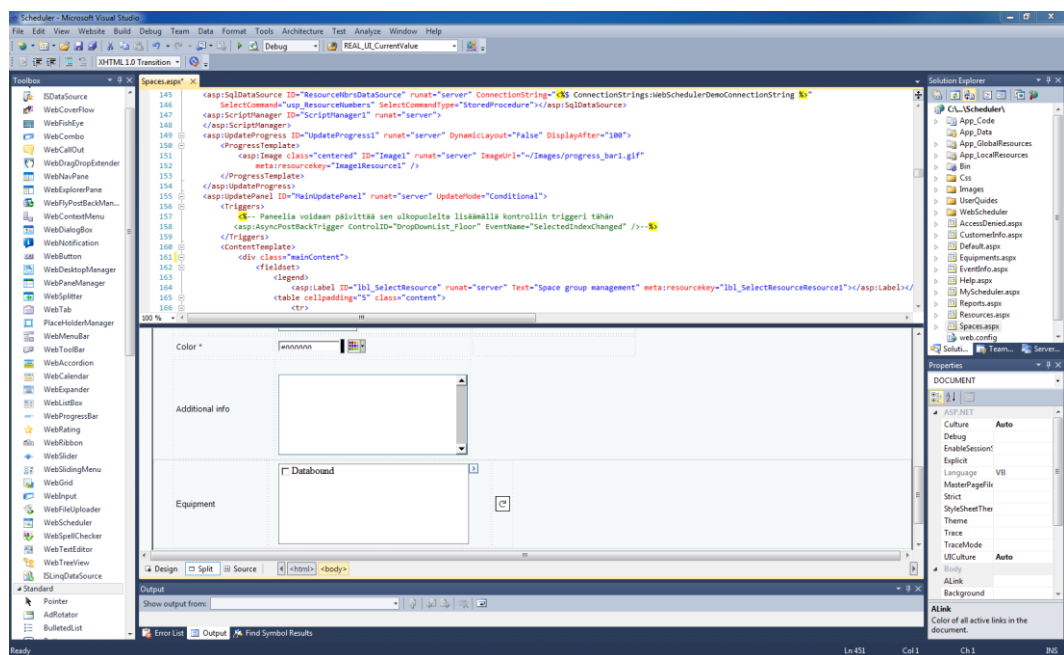 Scheduler - Microsoft Visual Studio
File Edit View Website Build Debug Team Data Format Tools Architecture Test Analyze Window Help
Debug REAL_UI_CurrentValue
XHTML 1.0 Transition
Toolbox
ISDataSource
WebCoverFlow
WebFishEye
WebCombo
WebCallOut
WebDragDropExtender
WebNavPane
WebExplorerPane
WebFlyPostBackMan...
WebContextMenu
WebDialogBox
WebNotification
WebButton
WebDesktopManager
WebPaneManager
WebSplitter
WebTab
PlaceHolderManager
WebMenuBar
WebToolBar
WebAccordion
WebCalendar
WebExpander
WebListBox
WebProgressBar
WebRating
WebRibbon
WebSlider
WebSlidingMenu
WebGrid
WebInput
WebFileUploader
WebScheduler
WebSpellChecker
WebTextEditor
WebTreeView
ISLinqDataSource
Standard
Pointer
AdRotator
BulletedList
Spaces.aspx*
145 <asp:SqlDataSource ID="ResourceNbrsDataSource" runat="server" ConnectionString="<%$ ConnectionStrings:WebSchedulerDemoConnectionString %>"
146 SelectCommand="usp_ResourceNumbers" SelectCommandType="StoredProcedure"></asp:SqlDataSource>
147 <asp:ScriptManager ID="ScriptManager1" runat="server">
148 </asp:ScriptManager>
149 <asp:UpdateProgress ID="UpdateProgress1" runat="server" DynamicLayout="False" DisplayAfter="100">
150 <ProgressTemplate>
151 <asp:Image class="centered" ID="Image1" runat="server" ImageUrl="~/Images/progress_bar1.gif"
152 meta:resourcekey="Image1Resource1" />
153 </ProgressTemplate>
154 </asp:UpdateProgress>
155 <asp:UpdatePanel ID="MainUpdatePanel" runat="server" UpdateMode="Conditional">
156 <Triggers>
157 <%-- Paneelia voidaan päivittää sen ulkopuolelta lisäämällä kontrollin triggeri tähän
158 <asp:AsyncPostBackTrigger ControlID="DropDownList_Floor" EventName="SelectedIndexChanged" />--%>
159 </Triggers>
160 <ContentTemplate>
161 <div class="mainContent">
162 <fieldset>
163 <legend>
164 <asp:Label ID="lbl_SelectResource" runat="server" Text="Space group management" meta:resourcekey="lbl_SelectResourceResource1"></asp:Label></
165 <table cellpadding="5" class="content">
166 <tr>
100 %
Color * #000000
Additional info
Databound
Equipment
Design Split Source <html> <body>
Output
Show output from:
Error List Output Find Symbol Results
Solution Explorer
C:\...\Scheduler\
App_Code
App_Data
App_GlobalResources
App_LocalResources
Bin
Css
Images
UserQuides
WebScheduler
AccessDenied.aspx
CustomerInfo.aspx
Default.aspx
Equipments.aspx
EventInfo.aspx
Help.aspx
MyScheduler.aspx
Reports.aspx
Resources.aspx
Spaces.aspx
web.config
Soluti... Team... Server...
Properties
DOCUMENT
ASP.NET
Culture Auto
Debug
EnableSessionS
Explicit
Language VB
MasterPageFile
Strict
StyleSheetTher
Theme
Trace
TraceMode
UICulture Auto
Body
ALink
Background
ALink
Color of all active links in the
document.
Ready Ln 451 Col 1 Ch 1 INS